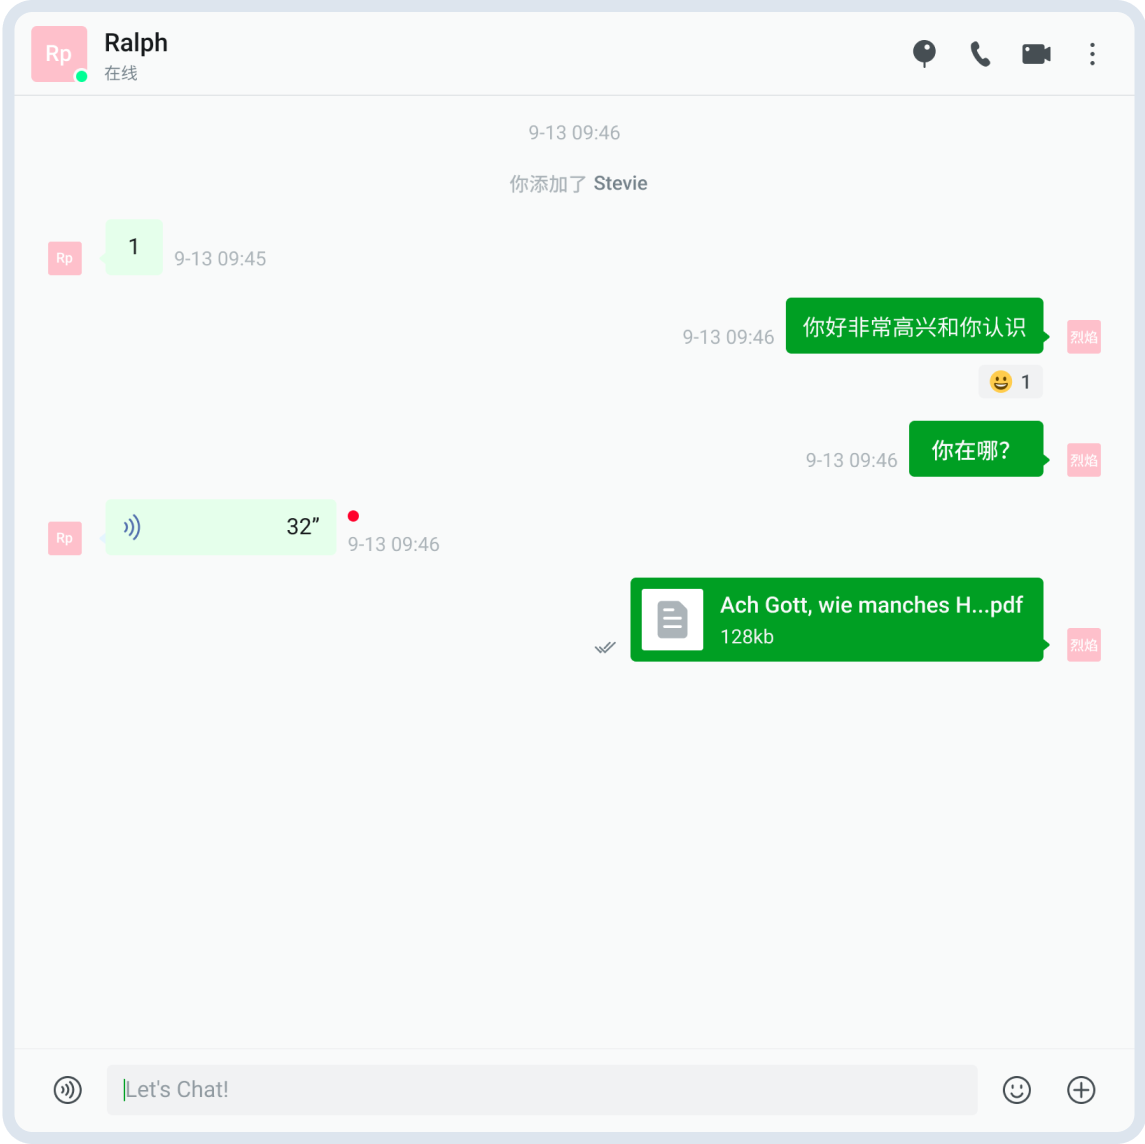 Rp
Ralph
在线
9-13 09:46
你添加了 Stevie
Rp
1
9-13 09:45
9-13 09:46
你好非常高兴和你认识
烈焰
😀 1
9-13 09:46
你在哪？
烈焰
Rp
32”
9-13 09:46
Ach Gott, wie manches H...pdf
128kb
烈焰
Let's Chat!